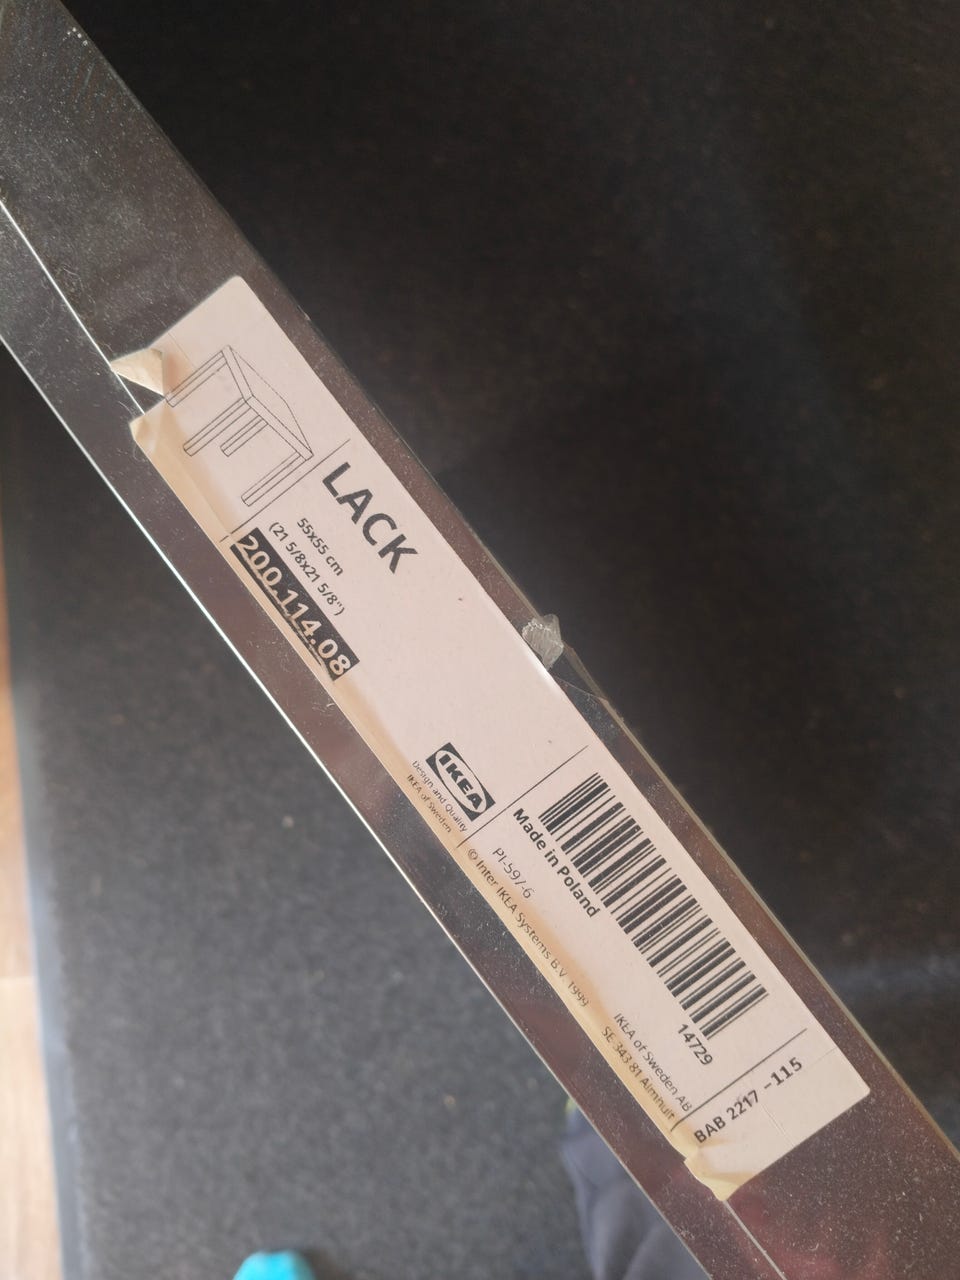 LACK
55x55 cm
(21 5/8x21 5/8")
200.114.08
IKEA
Design and Quality
IKEA of Sweden
Made in Poland
PI-597-6
© Inter IKEA Systems B.V. 1999
14729
IKEA of Sweden AB
SE 343 81 Älmhult
BAB 2217 -115